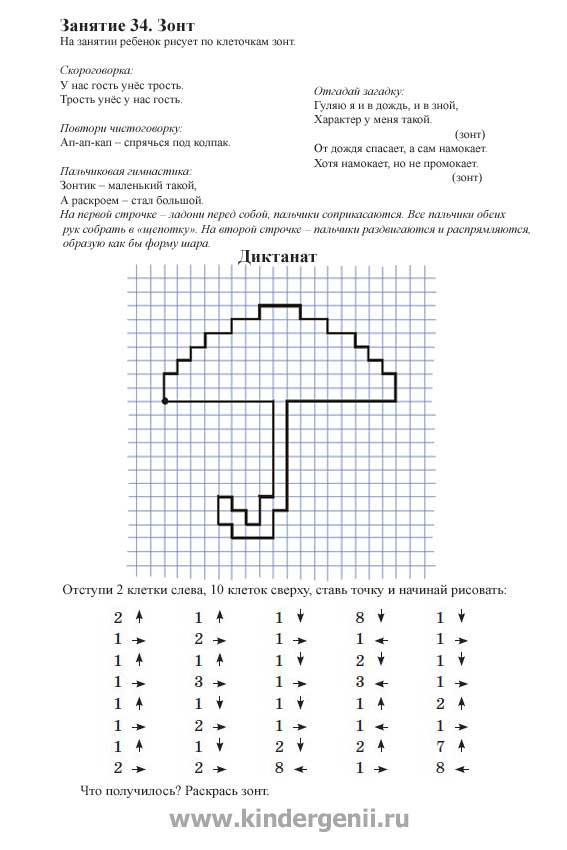 Занятие 34. Зонт
На занятии ребенок рисует по клеточкам зонт.
Скороговорка:
У нас гость унёс трость.
Трость унёс у нас гость.
Повтори чистоговорку:
Ап-ап-кап – спрячься под колпак.
Пальчиковая гимнастика:
Зонтик – маленький такой,
А раскроем – стал большой.
Отгадай загадку:
Гуляю я и в дождь, и в зной,
Характер у меня такой.
(зонт)
От дождя спасает, а сам намокает.
Хотя намокает, но не промокает.
(зонт)
На первой строчке – ладони перед собой, пальчики соприкасаются. Все пальчики обеих
рук собрать в «щепотку». На второй строчке – пальчики раздвигаются и распрямляются,
образую как бы форму шара.
Диктанат
Отступи 2 клетки слева, 10 клеток сверху, ставь точку и начинай рисовать:
2 ↑ 1 ↑ 1 ↓ 8 ↓ 1 ↓
1 → 2 → 1 → 1 ← 1 →
1 ↑ 1 ↑ 1 ↓ 2 ↓ 1 ↓
1 → 3 → 1 → 3 ← 1 →
1 ↑ 1 ↓ 1 ↓ 1 ↑ 2 ↑
1 → 2 → 1 → 1 ← 1 →
1 ↑ 1 ↓ 2 ↓ 2 ↑ 7 ↑
2 → 2 → 8 ← 1 → 8 ←
Что получилось? Раскрась зонт.
www.kindergenii.ru